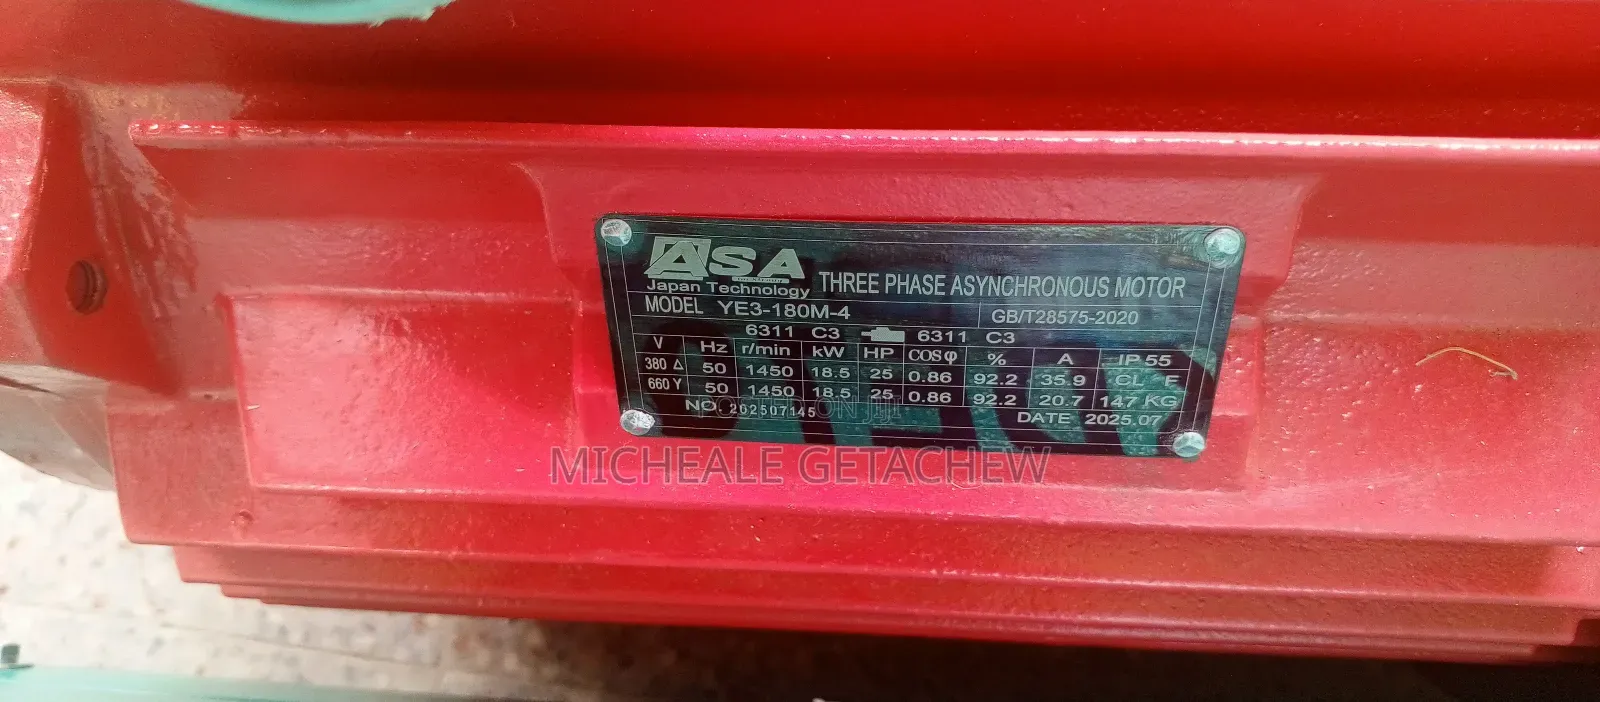 ASA
Japan Technology
THREE PHASE ASYNCHRONOUS MOTOR
MODEL YE3-180M-4
GB/T28575-2020
6311 C3 6311 C3
V Hz r/min kW HP COSφ % A IP 55
380 Δ 50 1450 18.5 25 0.86 92.2 35.9 CL F
660 Y 50 1450 18.5 25 0.86 92.2 20.7 147 KG
NO. 202507145
DATE 2025.07
POSTED ON JIJI
MICHEALE GETACHEW